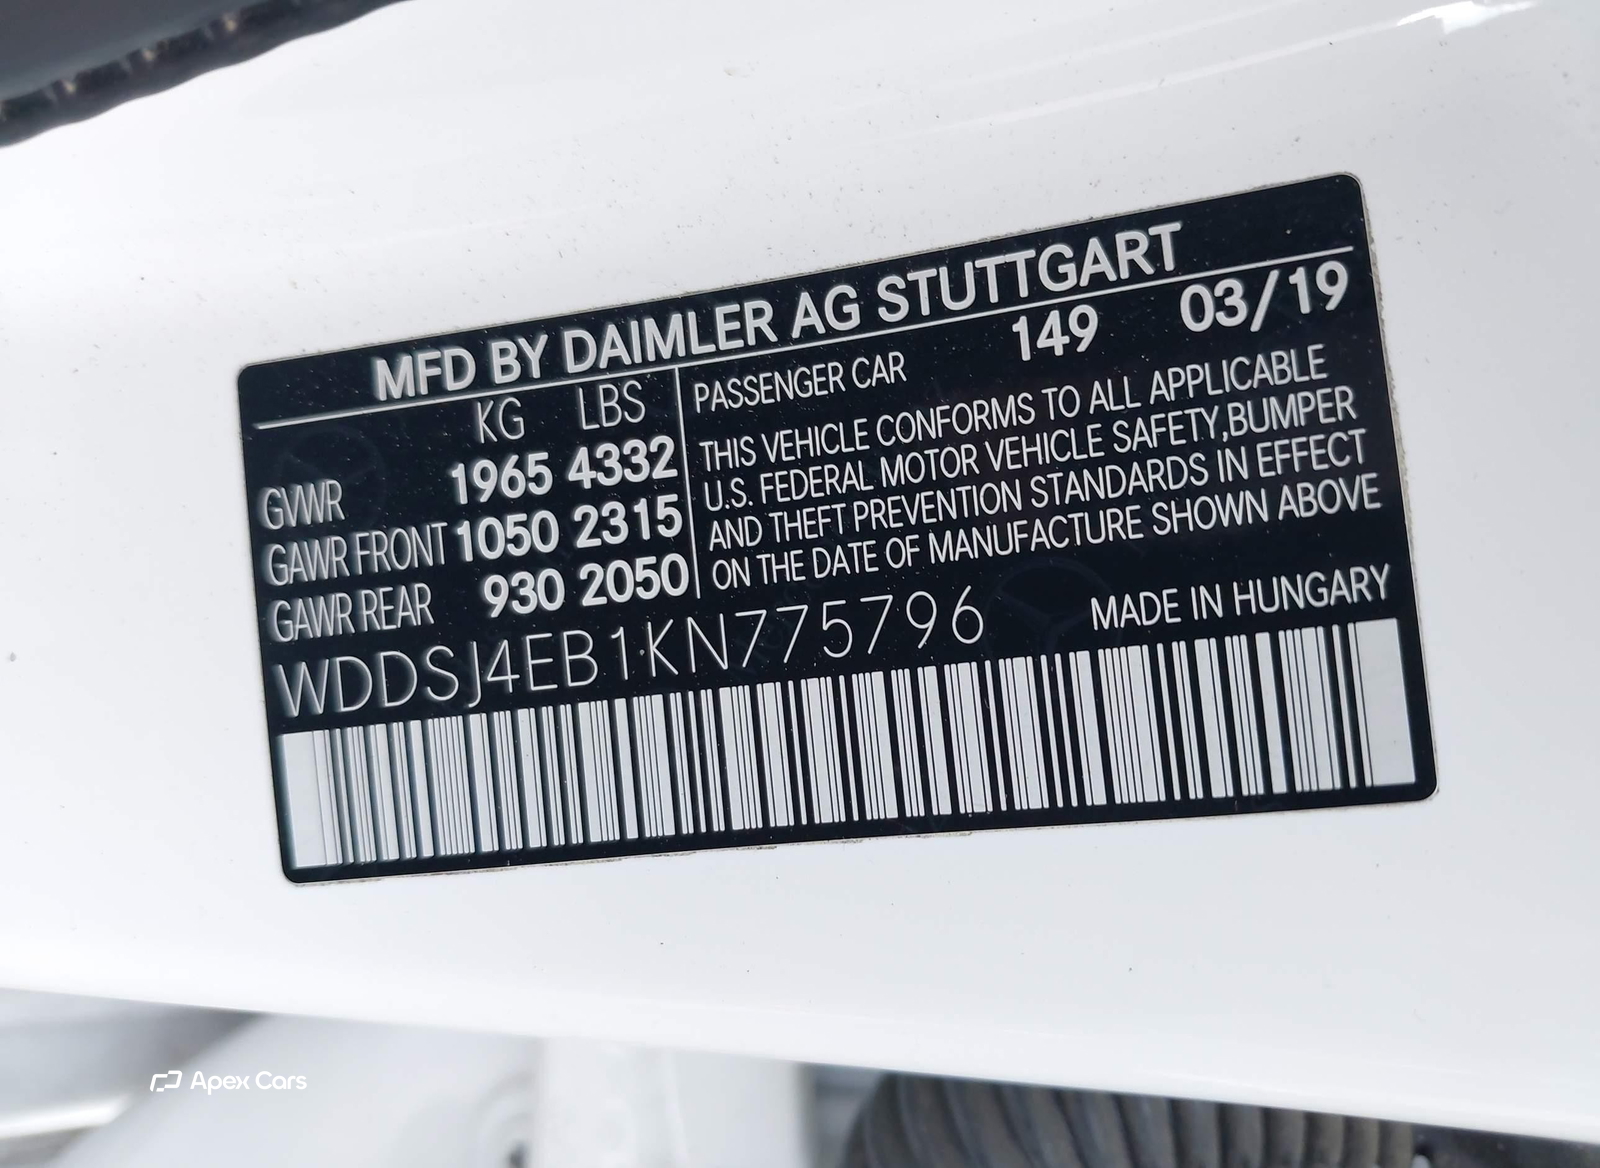 MFD BY DAIMLER AG STUTTGART
KG LBS
GVWR 1965 4332
GAWR FRONT 1050 2315
GAWR REAR 930 2050
PASSENGER CAR 149 03/19
THIS VEHICLE CONFORMS TO ALL APPLICABLE
U.S. FEDERAL MOTOR VEHICLE SAFETY,BUMPER
AND THEFT PREVENTION STANDARDS IN EFFECT
ON THE DATE OF MANUFACTURE SHOWN ABOVE
WDDSJ4EB1KN775796 MADE IN HUNGARY
Apex Cars